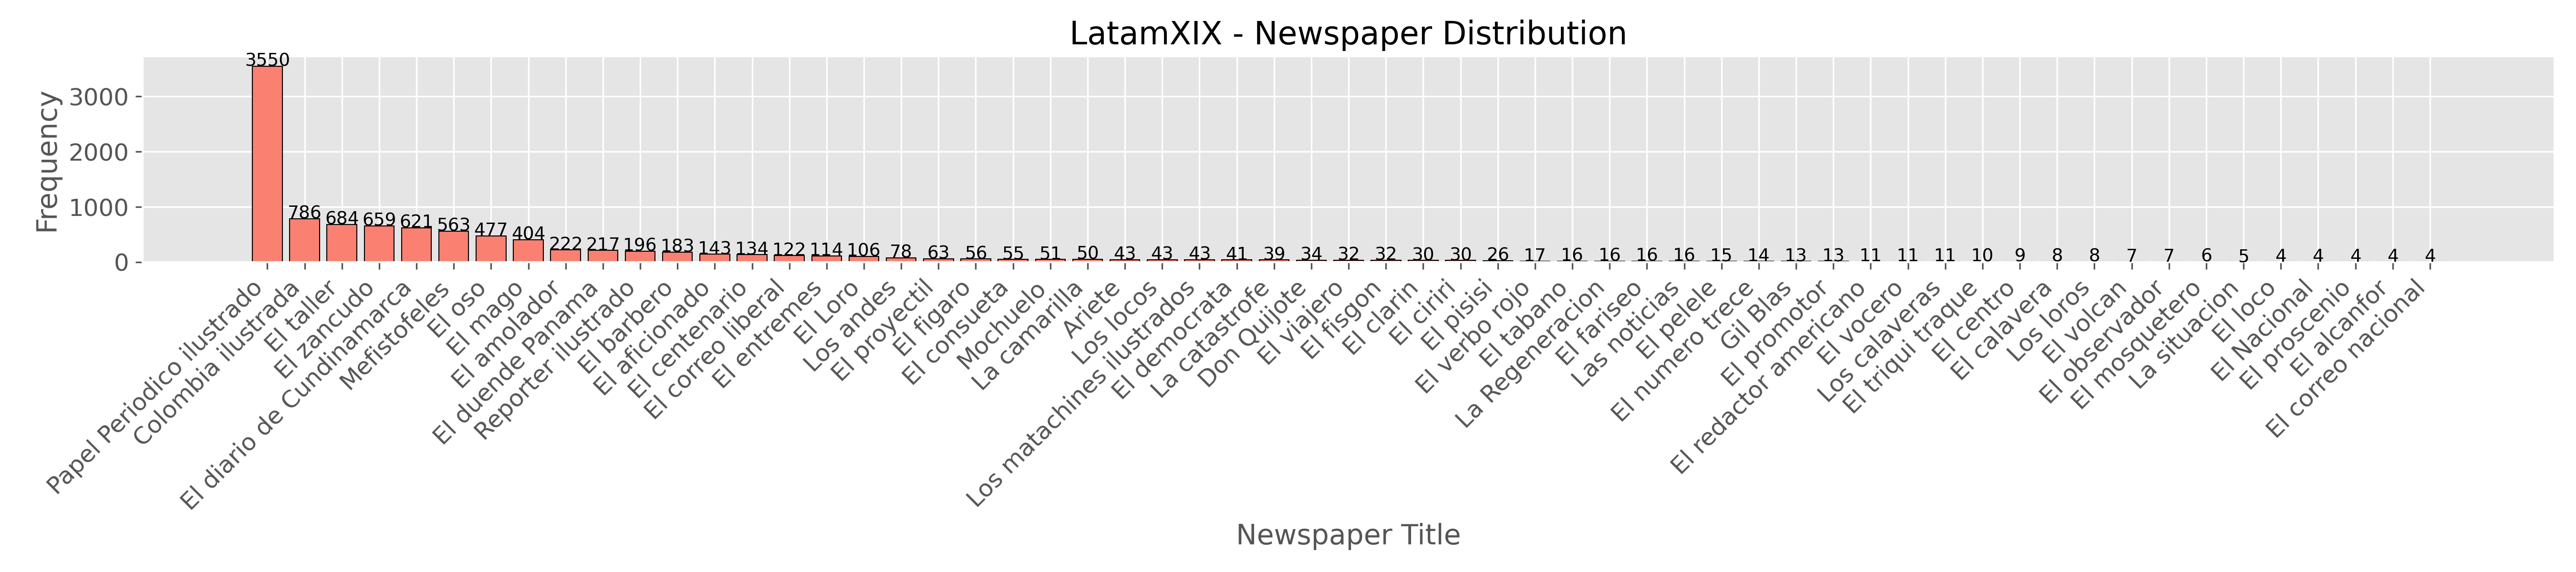 LatamXIX - Newspaper Distribution
Frequency
3000
2000
1000
0
3550
786
684
659
621
563
477
404
222
217
196
183
143
134
122
114
106
78
63
56
55
51
50
43
43
43
41
39
34
32
32
30
30
26
17
16
16
16
16
15
14
13
13
11
11
11
10
9
8
8
7
7
6
5
4
4
4
4
4
Papel Periodico ilustrado
Colombia ilustrada
El taller
El zancudo
El diario de Cundinamarca
Mefistofeles
El oso
El mago
El amolador
El duende de Panama
Reporter ilustrado
El barbero
El aficionado
El centenario
El correo liberal
El entremes
El Loro
Los andes
El proyectil
El figaro
El consueta
Mochuelo
La camarilla
Ariete
Los locos
Los matachines ilustrados
El democrata
La catastrofe
Don Quijote
El viajero
El fisgon
El clarin
El ciriri
El pisisi
El verbo rojo
El tabano
La Regeneracion
El fariseo
Las noticias
El pelele
El numero trece
Gil Blas
El promotor
El redactor americano
El vocero
Los calaveras
El triqui traque
El centro
El calavera
Los loros
El volcan
El observador
El mosquetero
La situacion
El loco
El Nacional
El proscenio
El alcanfor
El correo nacional
Newspaper Title